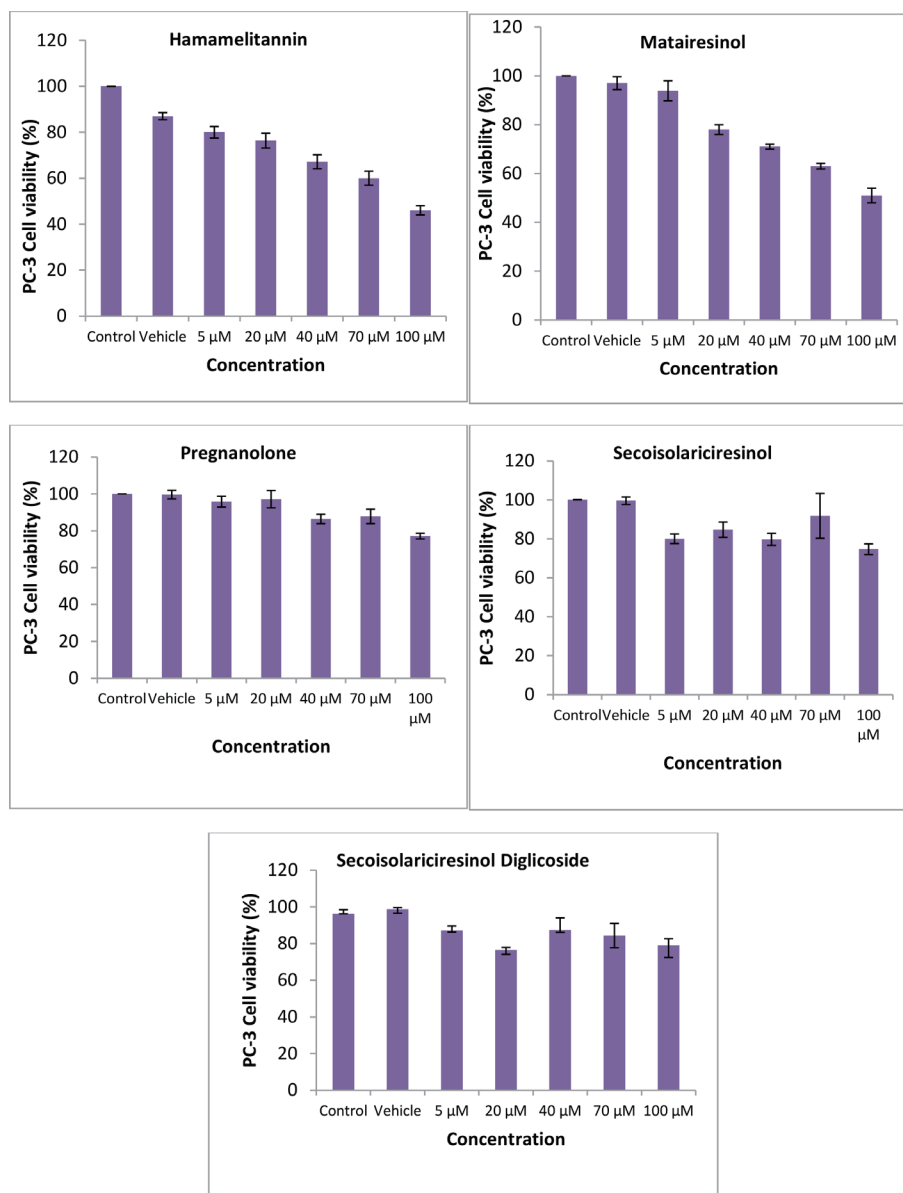 Hamamelitannin
PC-3 Cell viability (%)
120
100
80
60
40
20
0
Control Vehicle 5 µM 20 µM 40 µM 70 µM 100 µM
Concentration
Matairesinol
PC-3 Cell viability (%)
120
100
80
60
40
20
0
Control Vehicle 5 µM 20 µM 40 µM 70 µM 100 µM
Concentration
Pregnanolone
PC-3 Cell viability (%)
120
100
80
60
40
20
0
Control Vehicle 5 µM 20 µM 40 µM 70 µM 100
µM
Concentration
Secoisolariciresinol
PC-3 Cell viability (%)
120
100
80
60
40
20
0
Control Vehicle 5 µM 20 µM 40 µM 70 µM 100
µM
Concentration
Secoisolariciresinol Diglicoside
PC-3 Cell viability (%)
120
100
80
60
40
20
0
Control Vehicle 5 µM 20 µM 40 µM 70 µM 100 µM
Concentration